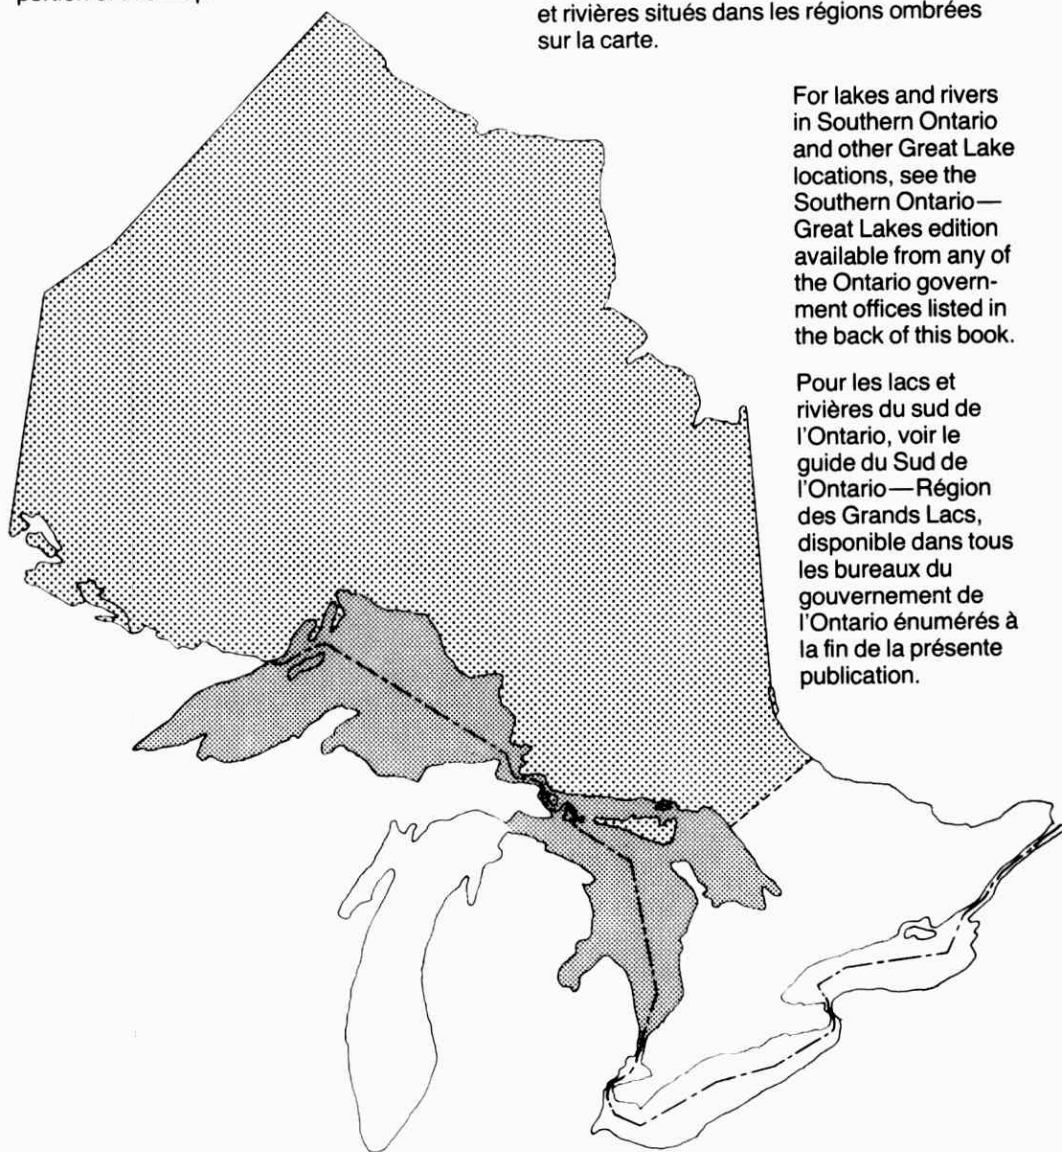 et rivières situés dans les régions ombrées
sur la carte.
For lakes and rivers
in Southern Ontario
and other Great Lake
locations, see the
Southern Ontario—
Great Lakes edition
available from any of
the Ontario govern-
ment offices listed in
the back of this book.
Pour les lacs et
rivières du sud de
l'Ontario, voir le
guide du Sud de
l'Ontario—Région
des Grands Lacs,
disponible dans tous
les bureaux du
gouvernement de
l'Ontario énumérés à
la fin de la présente
publication.